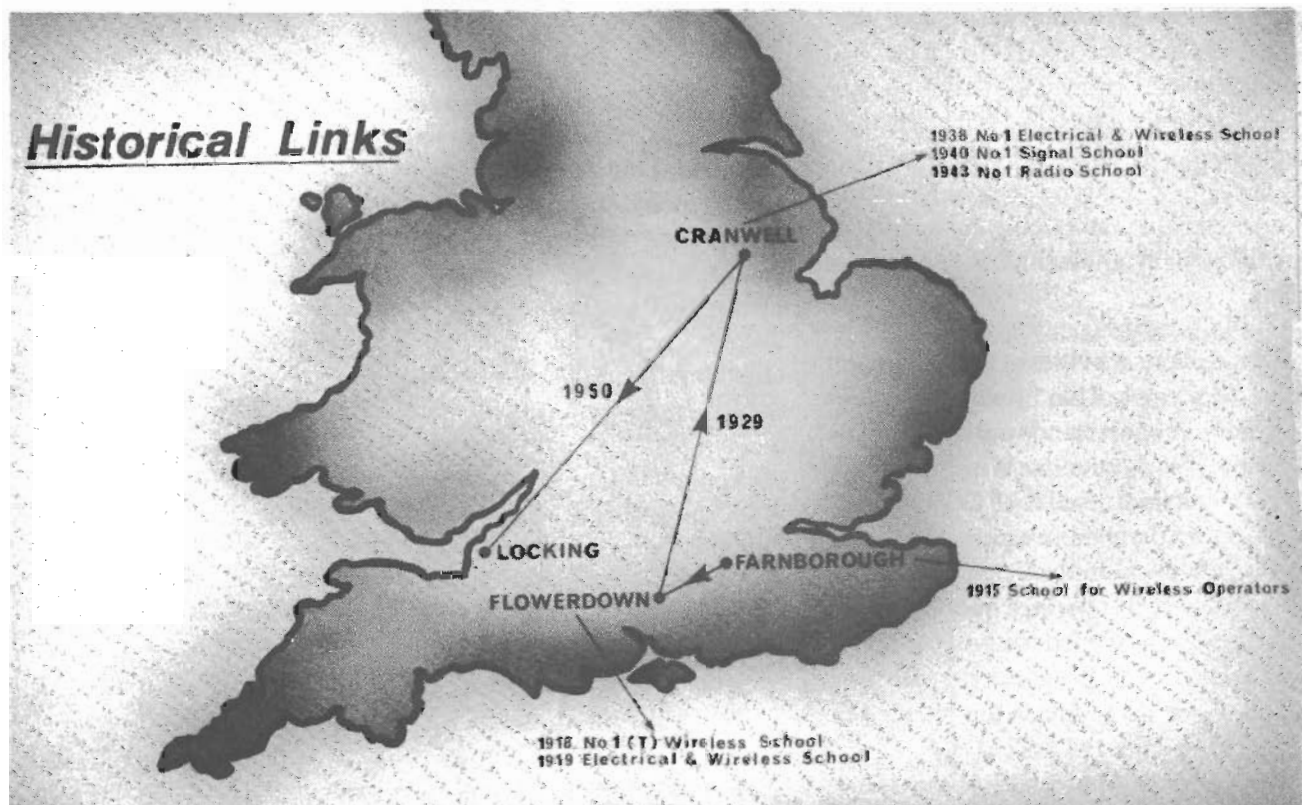 Historical Links
1938 No 1 Electrical & Wireless School
1940 No 1 Signal School
1943 No 1 Radio School
CRANWELL
1950
1929
LOCKING
FARNBOROUGH
FLOWERDOWN
1915 School for Wireless Operators
1918 No 1 (T) Wireless School
1919 Electrical & Wireless School